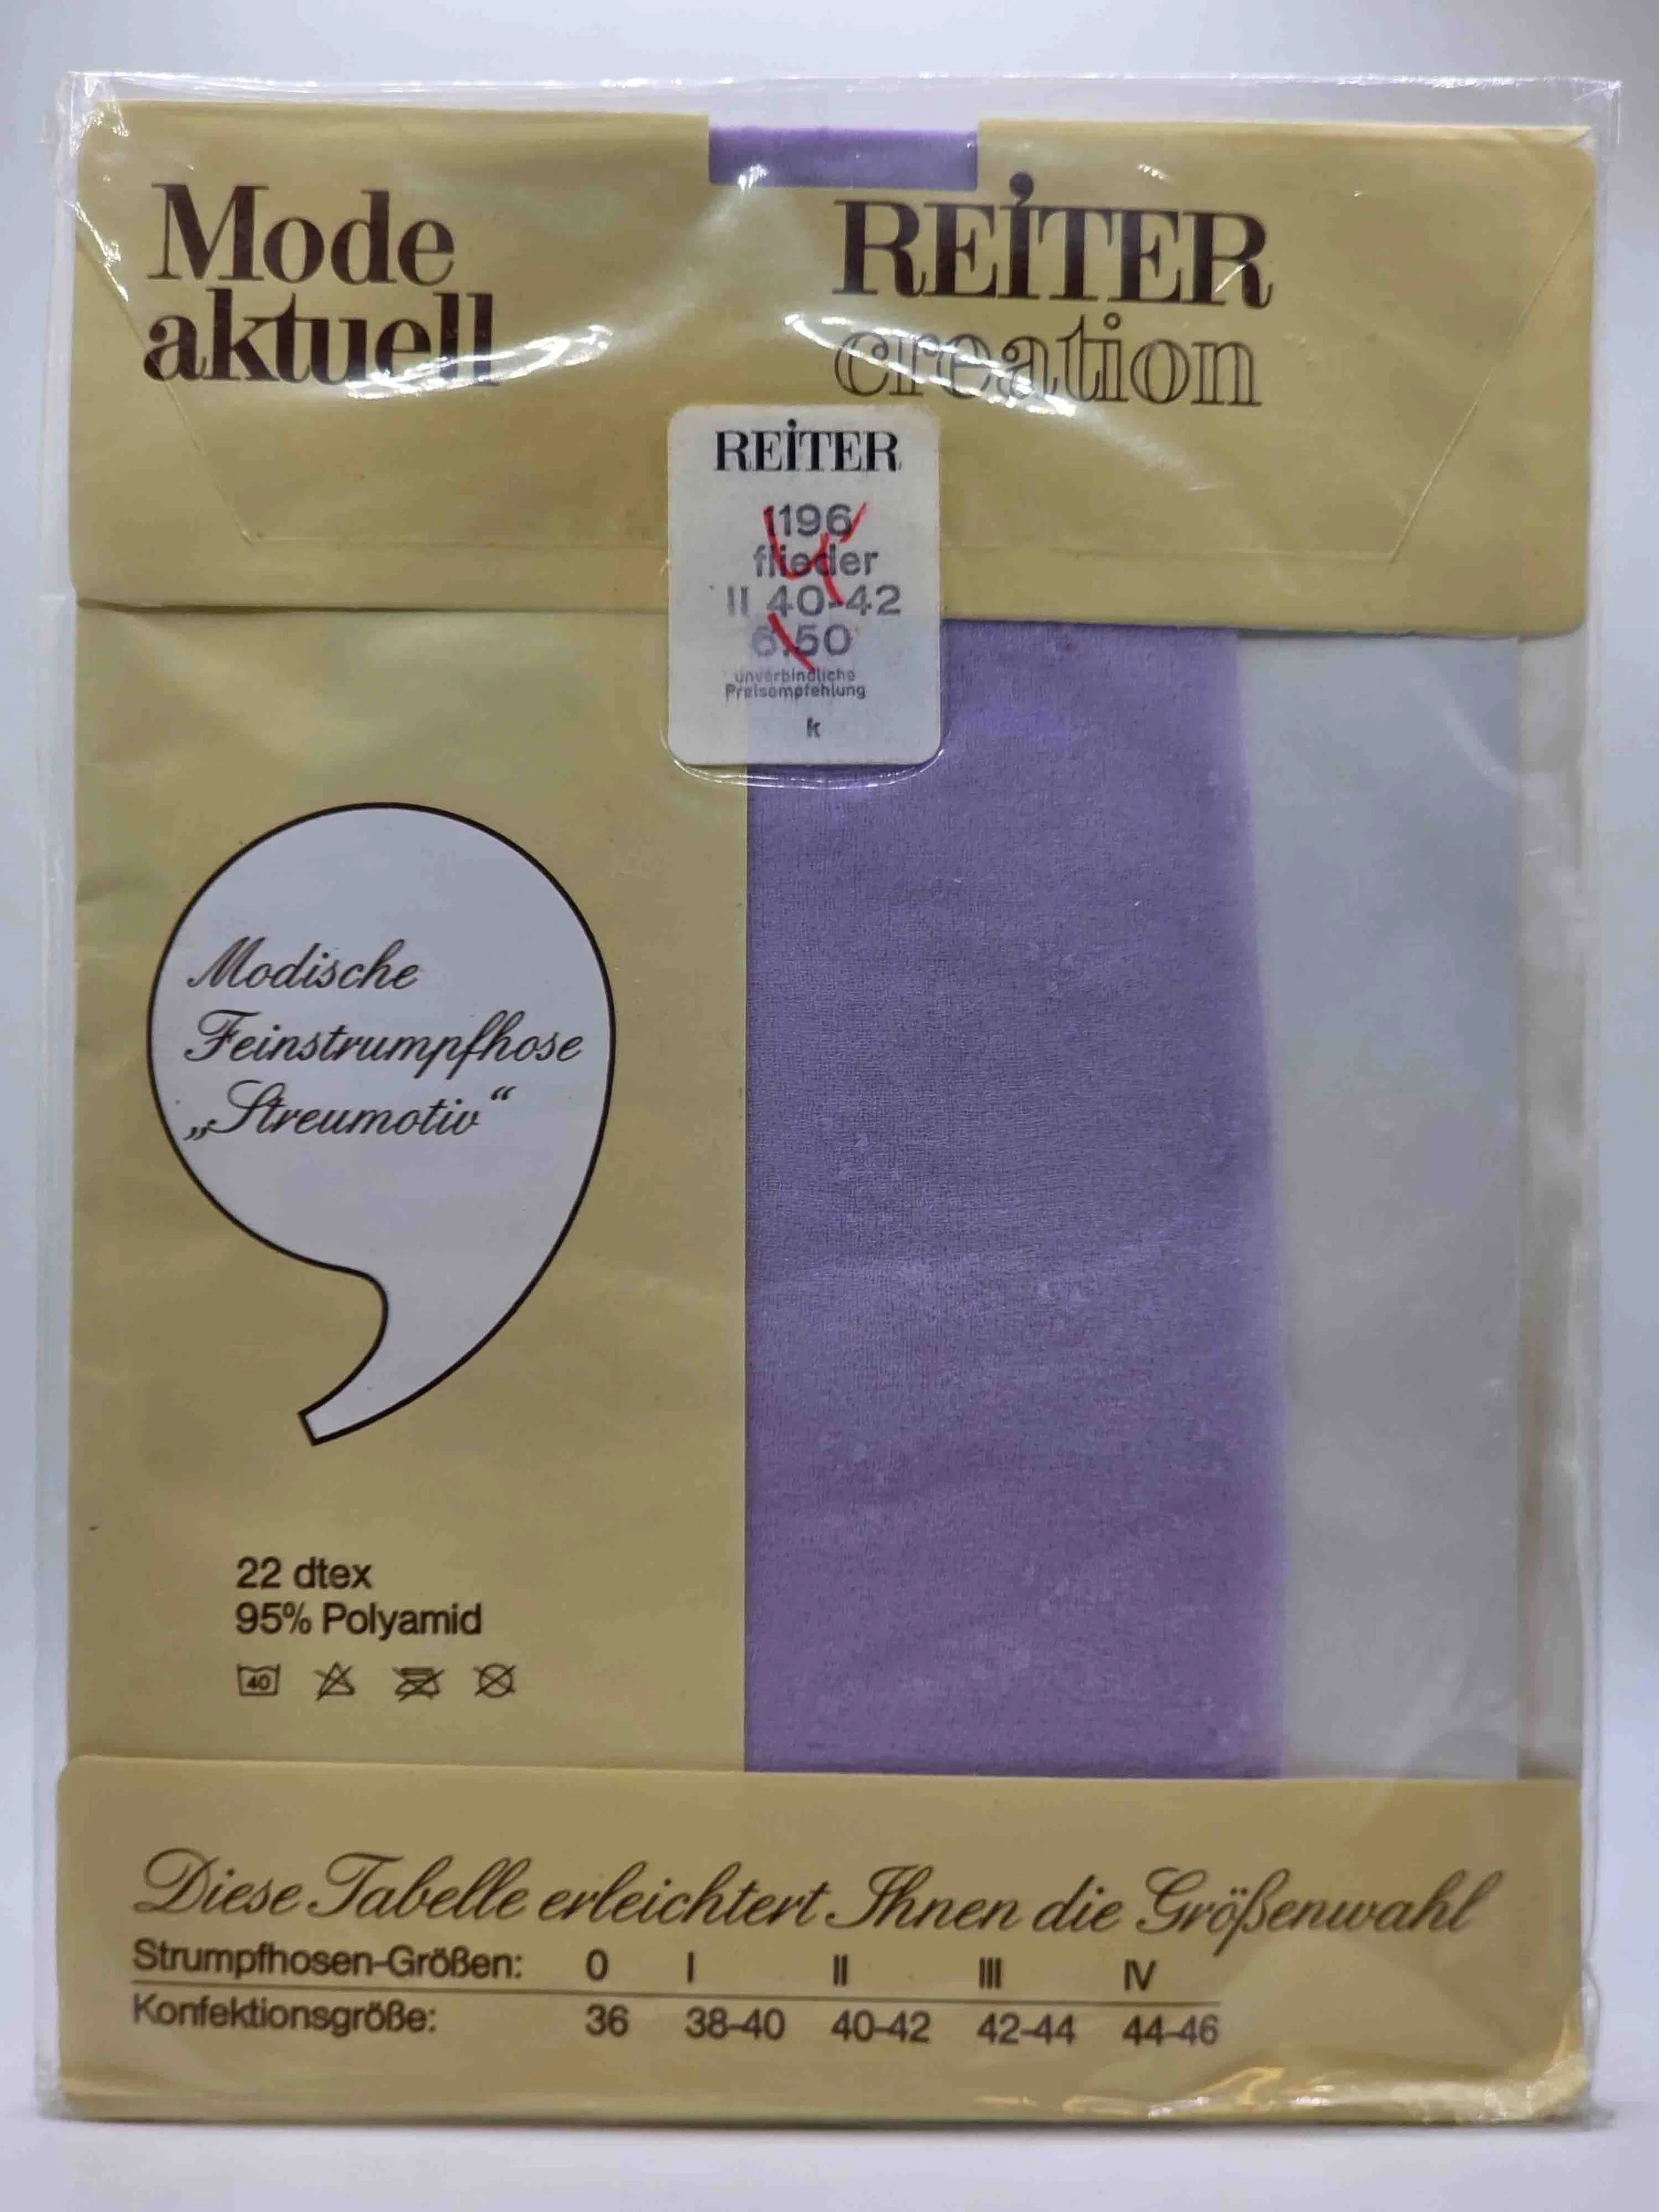 Mode
aktuell
REiTER
creation
REiTER
1196
flieder
II 40-42
6.50
unverbindliche
Preisempfehlung
k
Modische
Feinstrumpfhose
„Streumotiv“
22 dtex
95% Polyamid
40
Diese Tabelle erleichtert Ihnen die Größenwahl
Strumpfhosen-Größen: 0 I II III IV
Konfektionsgröße: 36 38-40 40-42 42-44 44-46